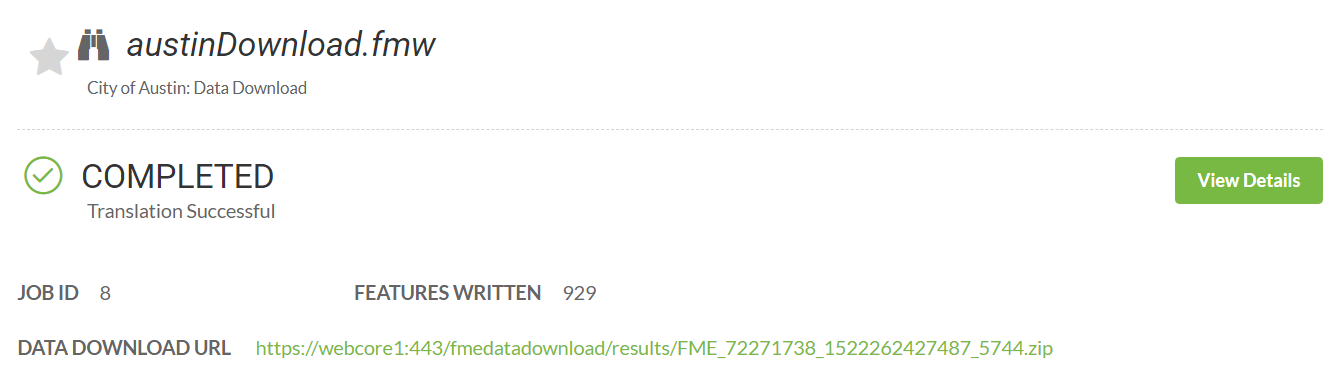 austinDownload.fmw
City of Austin: Data Download
COMPLETED
Translation Successful
View Details
JOB ID 8 FEATURES WRITTEN 929
DATA DOWNLOAD URL https://webcore1:443/fmedatadownload/results/FME_72271738_1522262427487_5744.zip